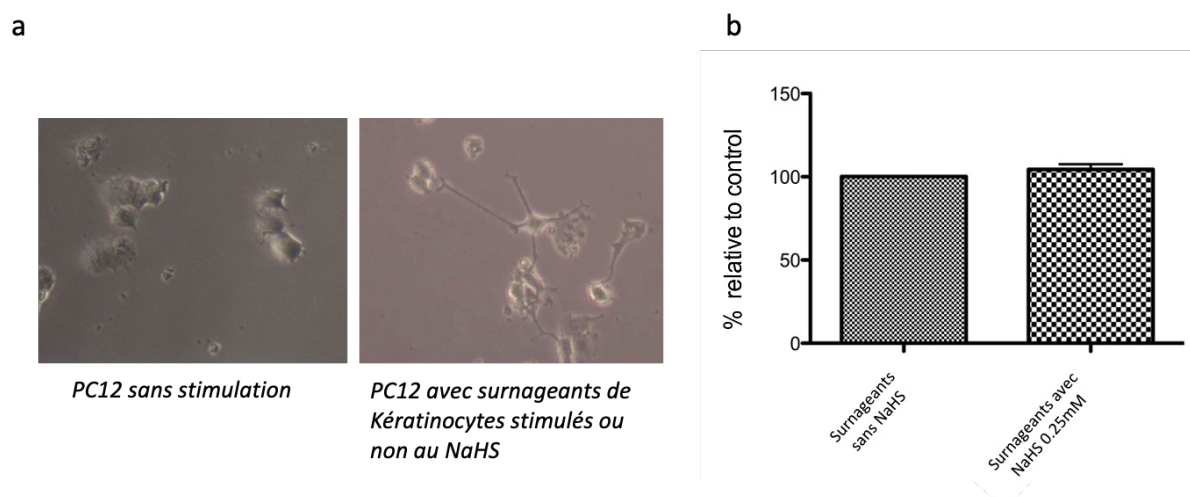 a
PC12 sans stimulation
PC12 avec surnageants de
Kératinocytes stimulés ou
non au NaHS
b
% relative to control
150
100
50
0
Surnageants
sans NaHS
Surnageants avec
NaHS 0.25mM